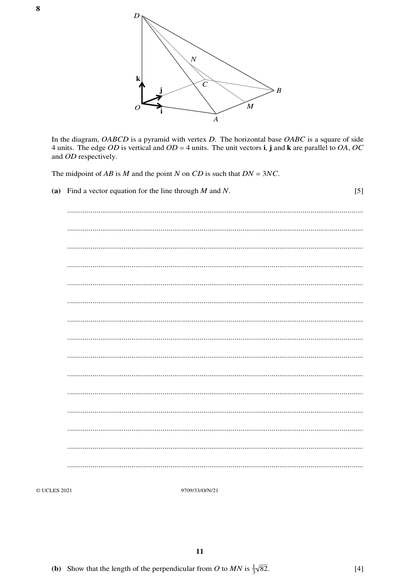 8
D
N
k
j
C
B
O
i
M
A
In the diagram, OABCD is a pyramid with vertex D. The horizontal base OABC is a square of side
4 units. The edge OD is vertical and OD = 4 units. The unit vectors i, j and k are parallel to OA, OC
and OD respectively.
The midpoint of AB is M and the point N on CD is such that DN = 3NC.
(a) Find a vector equation for the line through M and N. [5]
© UCLES 2021 9709/33/O/N/21
11
(b) Show that the length of the perpendicular from O to MN is ⅓√82. [4]